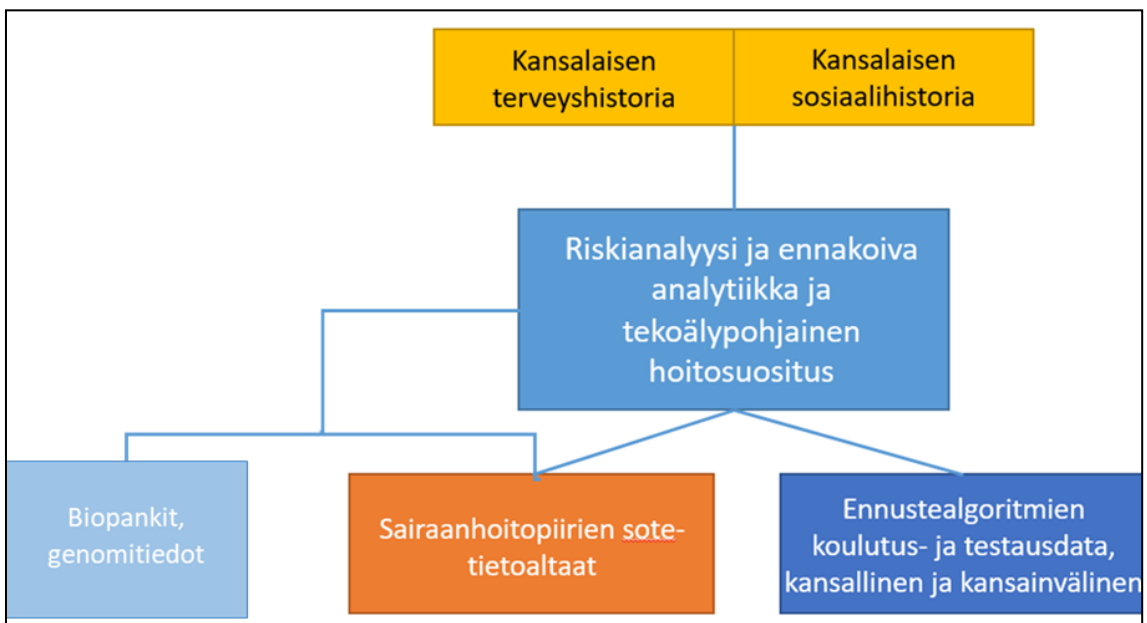 Kansalaisen
terveyshistoria
Kansalaisen
sosiaalihistoria
Riskianalyysi ja ennakoiva
analytiikka ja
tekoälypohjainen
hoitosuositus
Biopankit,
genomitiedot
Sairaanhoitopiirien sote-
tietoaltaat
Ennustealgoritmien
koulutus- ja testausdata,
kansallinen ja kansainvälinen